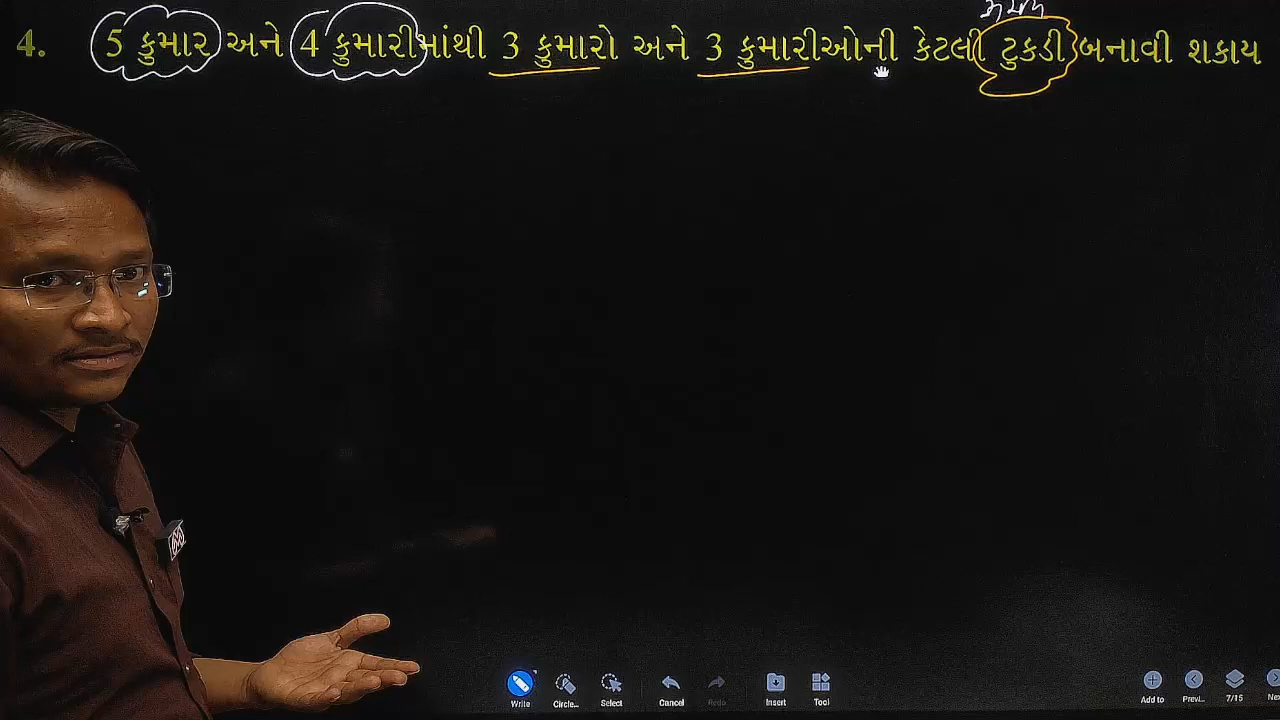 4. 5 કુમાર અને 4 કુમારીમાંથી 3 કુમારો અને 3 કુમારીઓની કેટલી ટુકડી બનાવી શકાય
Write Circle... Select Cancel Redo Insert Tool Add to Previ... 7/15 Nex